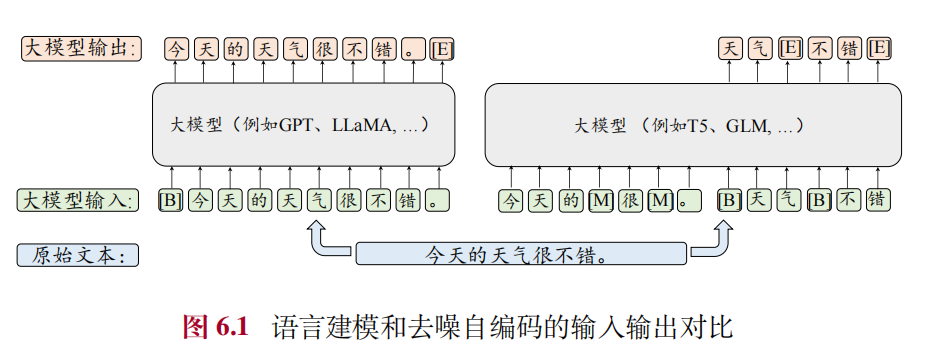 大模型输出: 今 天 的 天 气 很 不 错 。 [E] 天 气 [E] 不 错 [E]
大模型（例如GPT、LLaMA, …） 大模型 （例如T5、GLM, …）
大模型输入: [B] 今 天 的 天 气 很 不 错 。 今 天 的 [M] 很 [M] 。 [B] 天 气 [B] 不 错
原始文本: 今天的天气很不错。
图 6.1 语言建模和去噪自编码的输入输出对比